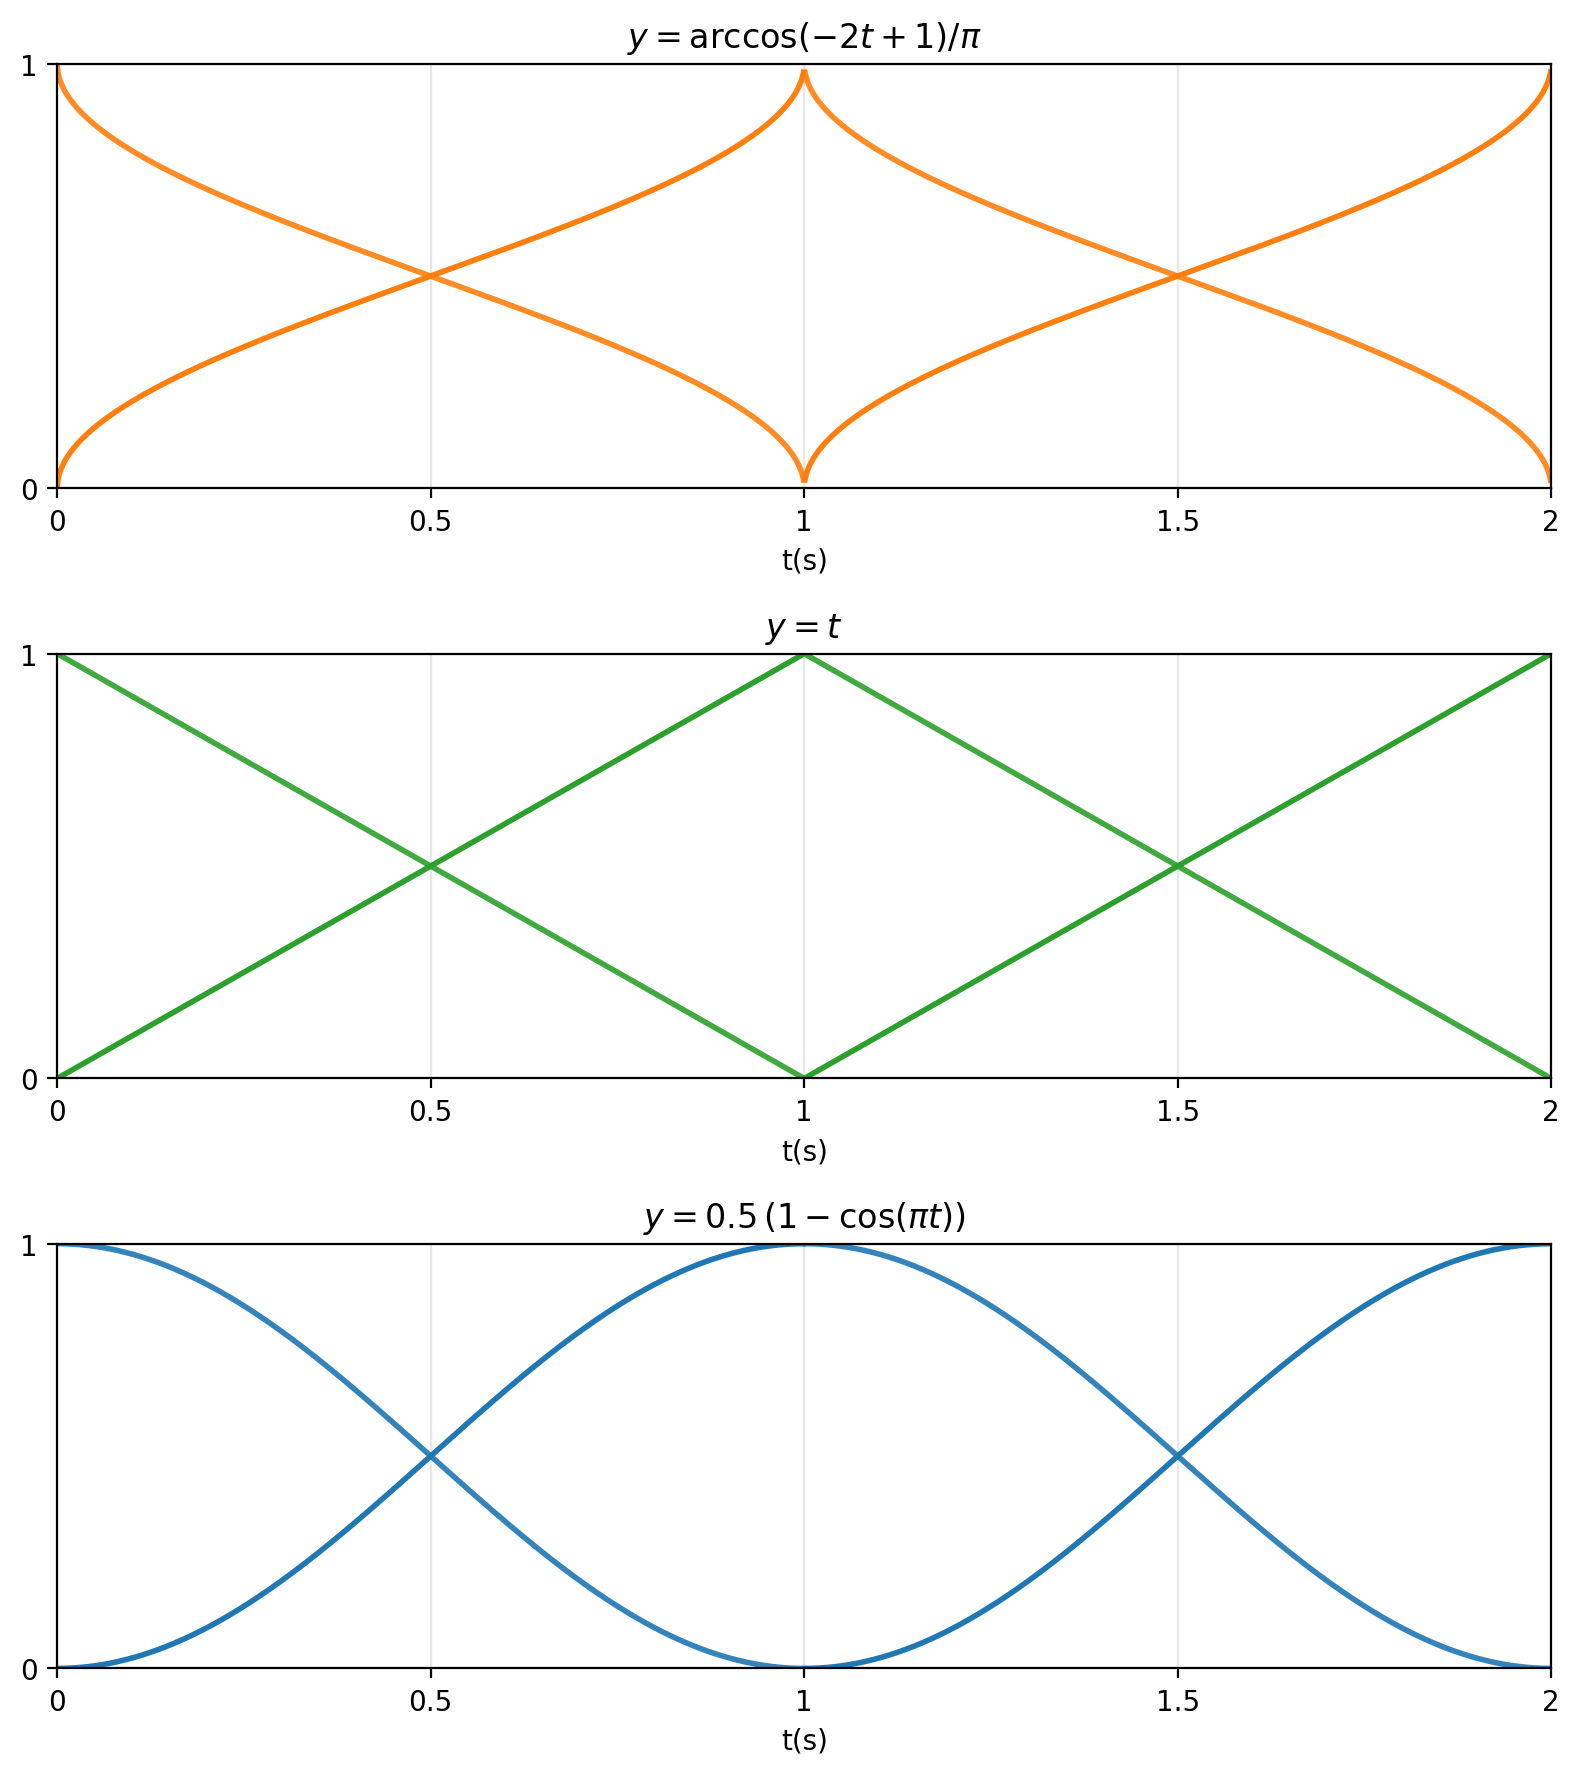 y = arccos(−2t + 1)/π
1
0
0 0.5 1 1.5 2
t(s)
y = t
1
0
0 0.5 1 1.5 2
t(s)
y = 0.5 (1 − cos(πt))
1
0
0 0.5 1 1.5 2
t(s)